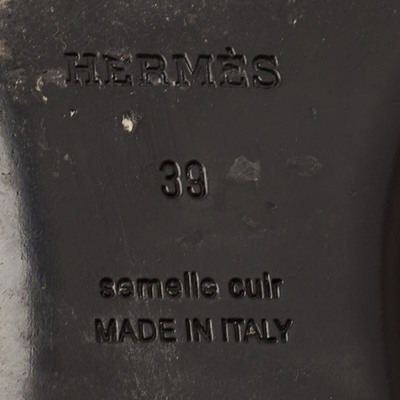 HERMÈS
39
semelle cuir
MADE IN ITALY